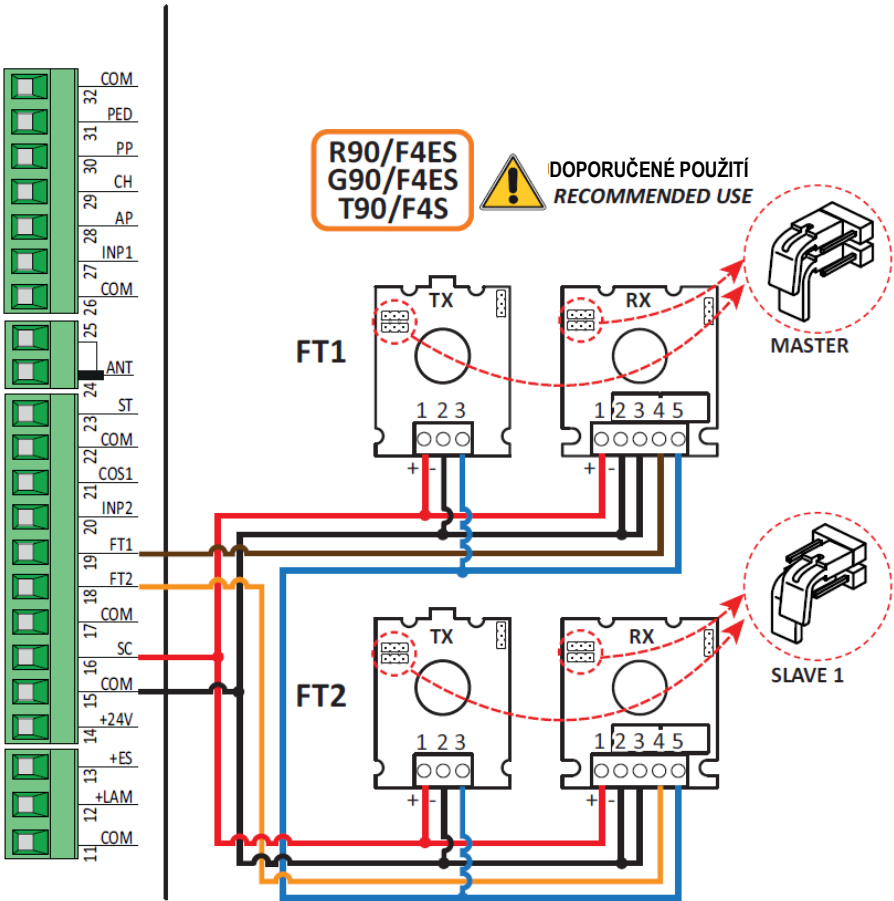 COM
32
PED
31
PP
30
CH
29
AP
28
INP1
27
COM
26
25
ANT
24
ST
23
COM
22
COS1
21
INP2
20
FT1
19
FT2
18
COM
17
SC
16
COM
15
+24V
14
+ES
13
+LAM
12
COM
11
R90/F4ES
G90/F4ES
T90/F4S
DOPORUČENÉ POUŽITÍ
RECOMMENDED USE
FT1
TX
1 2 3
+ -
RX
1 2 3 4 5
+ -
MASTER
FT2
TX
1 2 3
+ -
RX
1 2 3 4 5
+ -
SLAVE 1